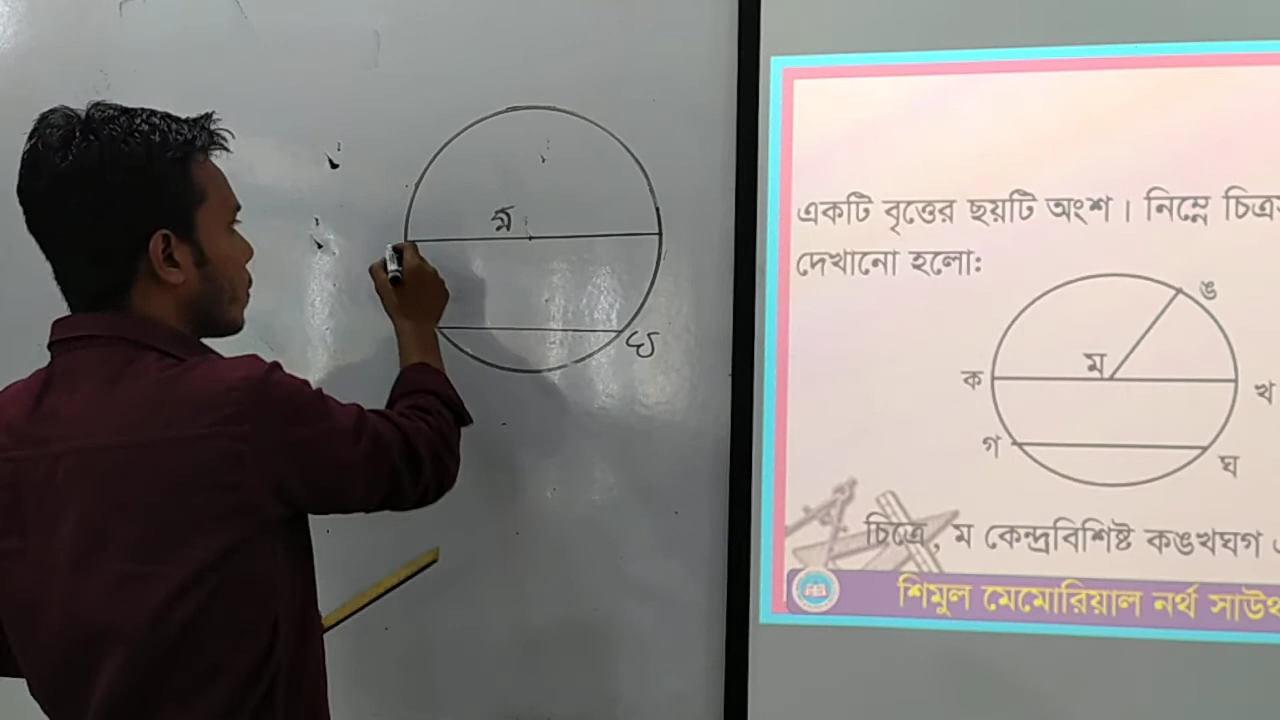 ম
ঘ
একটি বৃত্তের ছয়টি অংশ। নিম্নে চিত্র
দেখানো হলো:
ঙ
ম
ক
খ
গ
ঘ
চিত্রে, ম কেন্দ্রবিশিষ্ট কঙখঘগ
শিমুল মেমোরিয়াল নর্থ সাউথ